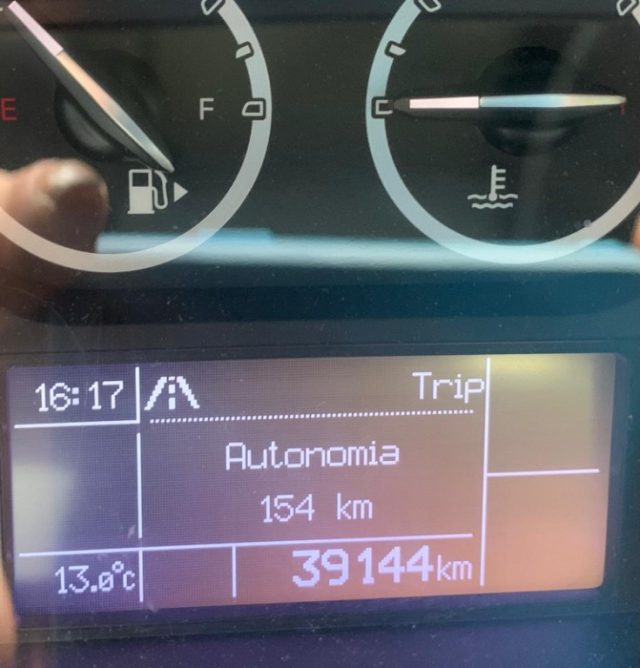 E F C
16:17 Trip
Autonomia
154 km
13.0°C 39144km